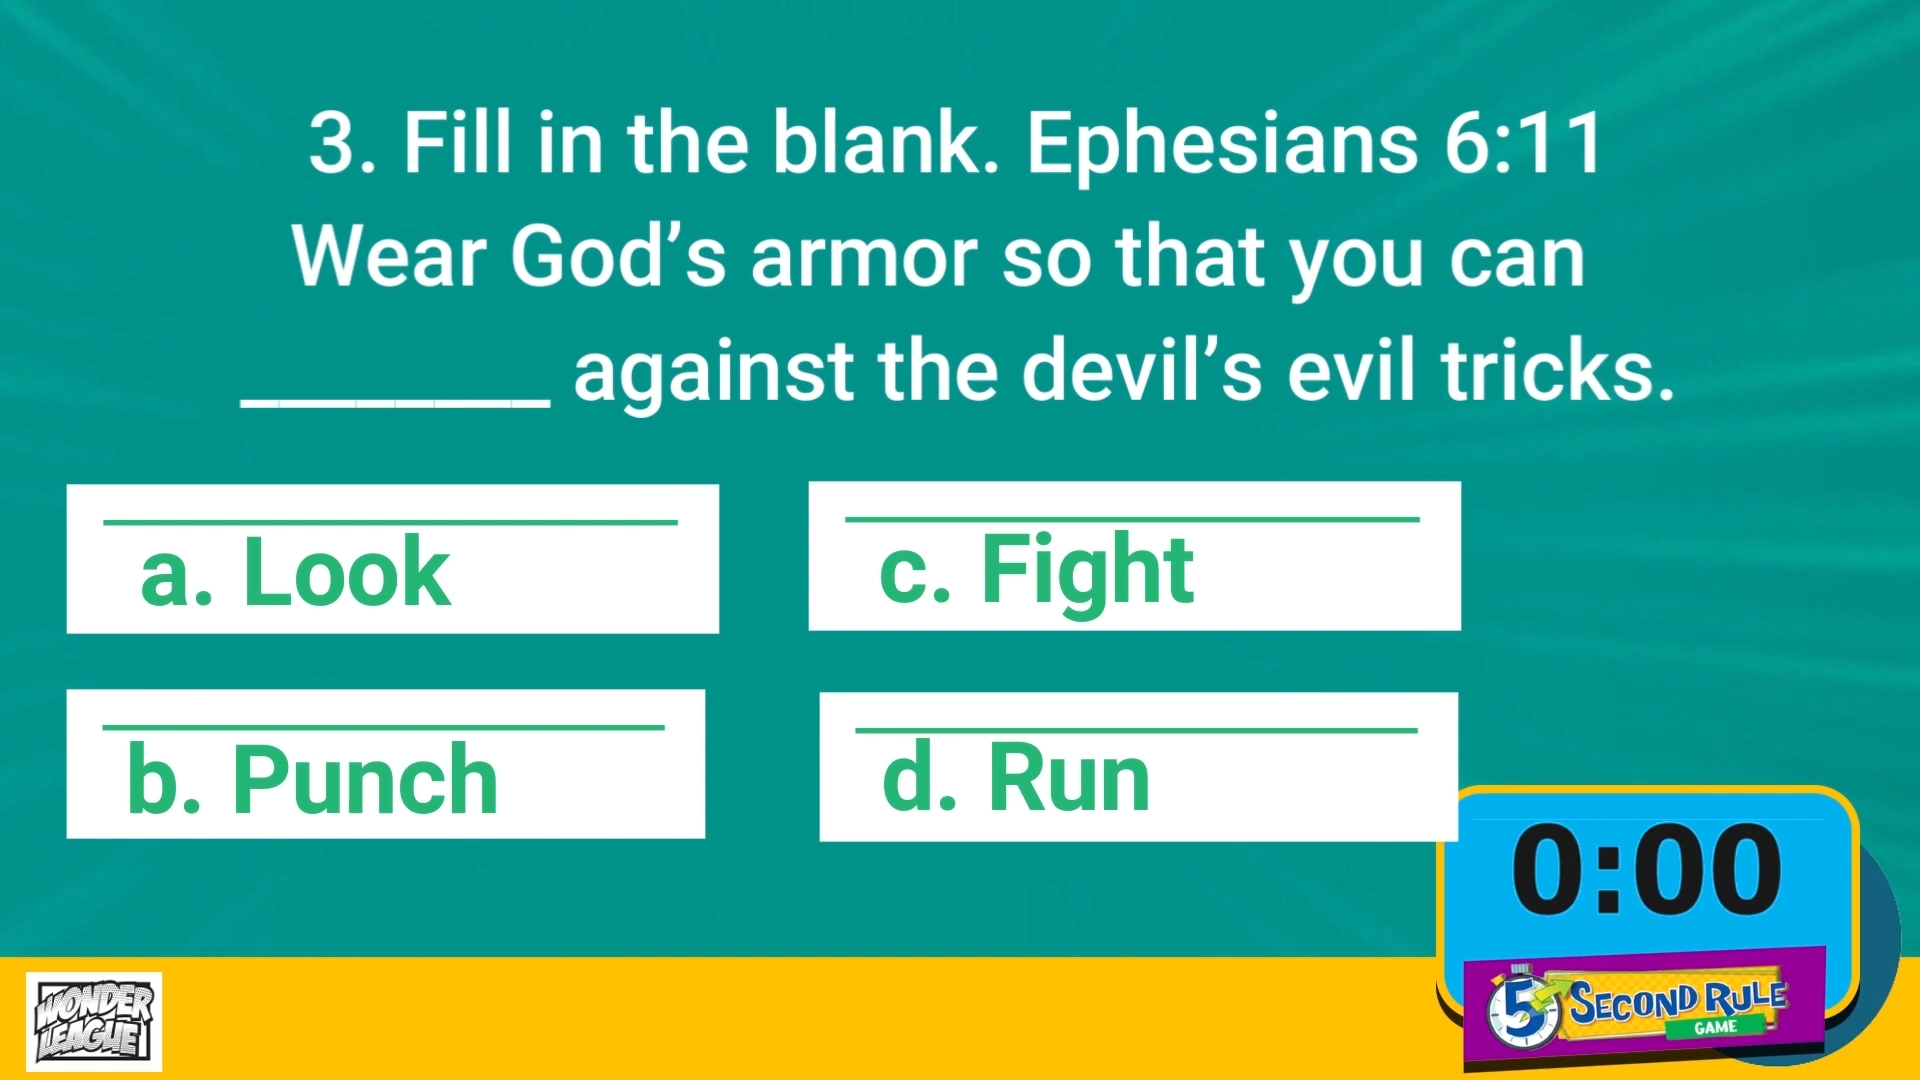 3. Fill in the blank. Ephesians 6:11
Wear God’s armor so that you can
________ against the devil’s evil tricks.
a. Look
c. Fight
b. Punch
d. Run
0:00
5 SECOND RULE
GAME
WONDER
LEAGUE